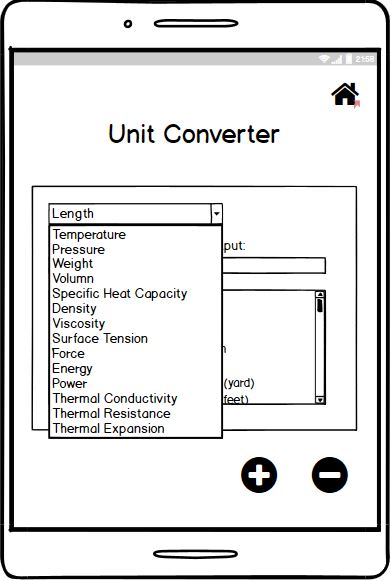 21:58
Unit Converter
Length
Temperature
put:
Pressure
Weight
Volumn
Specific Heat Capacity
Density
Viscosity
Surface Tension
Force
Energy
Power
(yard)
Thermal Conductivity
feet)
Thermal Resistance
Thermal Expansion